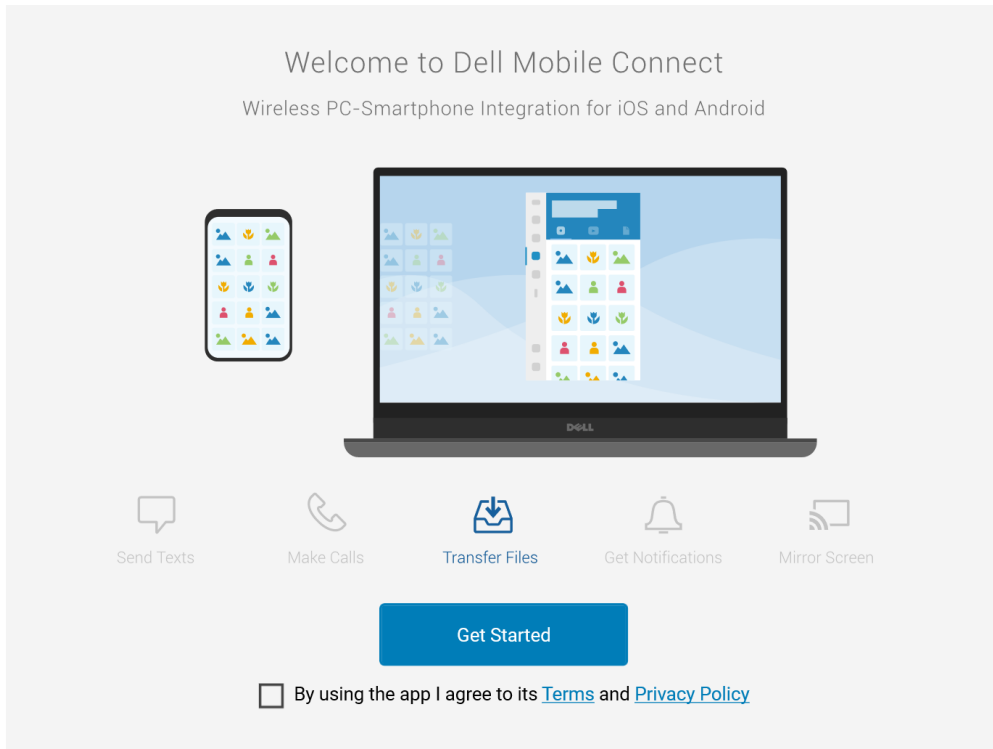 Welcome to Dell Mobile Connect
Wireless PC-Smartphone Integration for iOS and Android
DELL
Send Texts
Make Calls
Transfer Files
Get Notifications
Mirror Screen
Get Started
By using the app I agree to its Terms and Privacy Policy